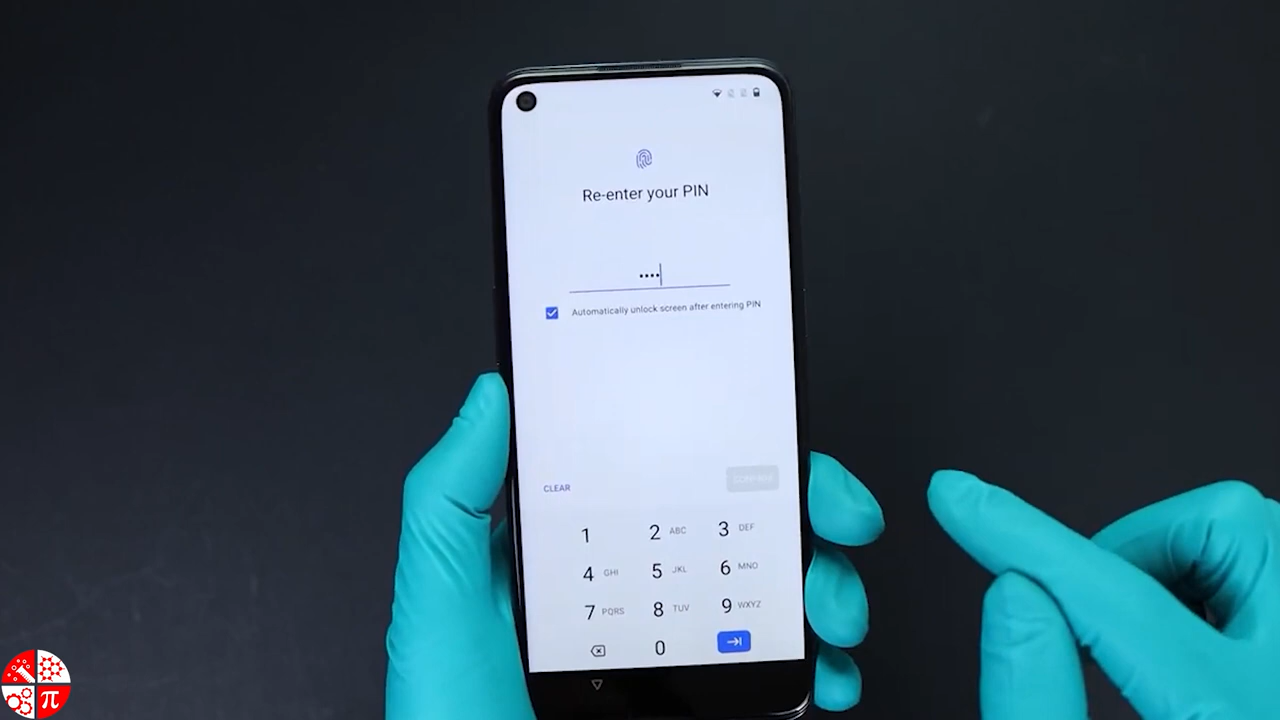 Re-enter your PIN
••••
Automatically unlock screen after entering PIN
CLEAR
CONFIRM
1
2 ABC
3 DEF
4 GHI
5 JKL
6 MNO
7 PQRS
8 TUV
9 WXYZ
0
π